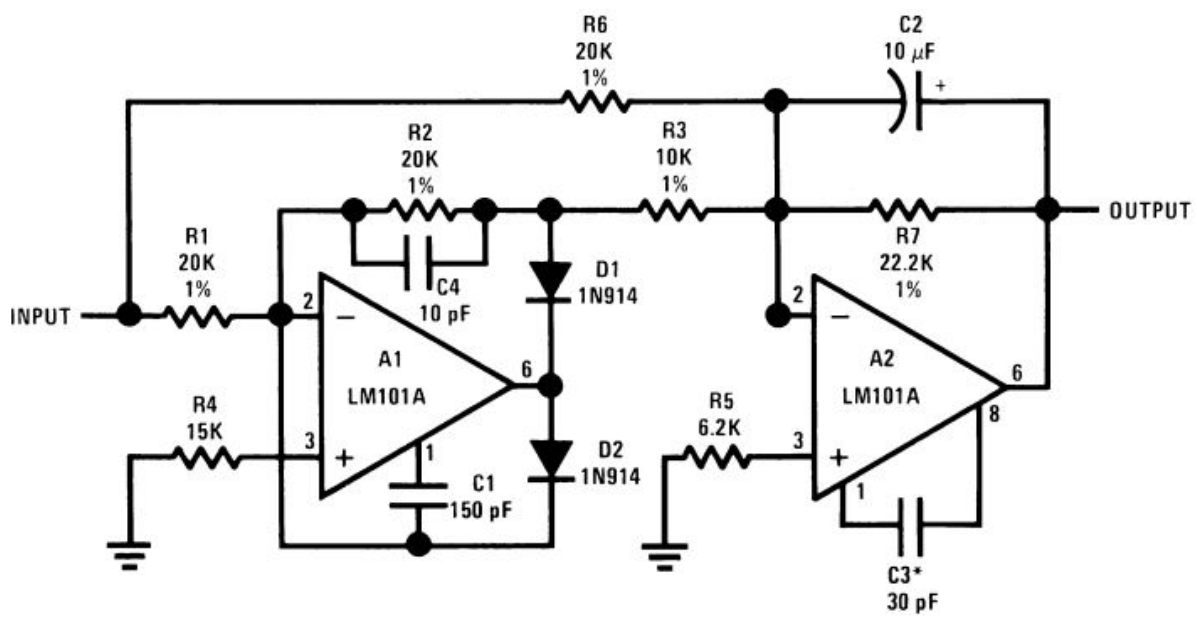 R6
20K
1%
C2
10 μF
+
R2
20K
1%
R3
10K
1%
OUTPUT
R1
20K
1%
C4
10 pF
D1
1N914
R7
22.2K
1%
INPUT
2
−
A1
LM101A
6
2
−
A2
LM101A
6
8
R4
15K
3
+
1
D2
1N914
R5
6.2K
3
+
1
C1
150 pF
C3*
30 pF